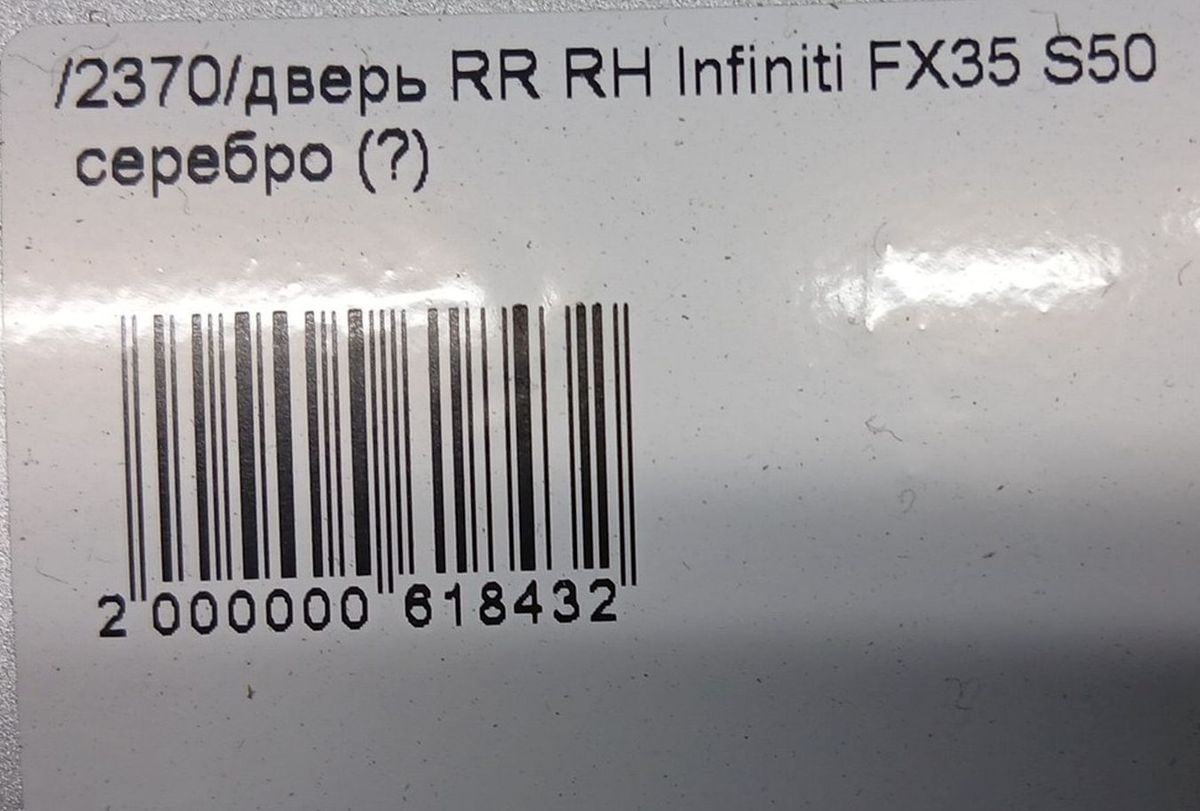 /2370/дверь RR RH Infiniti FX35 S50
серебро (?)
2 000000 618432